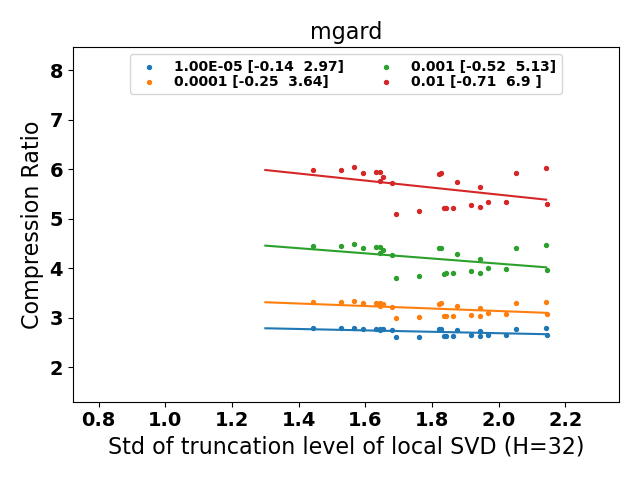 mgard
1.00E-05 [-0.14  2.97]
0.0001 [-0.25  3.64]
0.001 [-0.52  5.13]
0.01 [-0.71  6.9 ]
Compression Ratio
8
7
6
5
4
3
2
0.8 1.0 1.2 1.4 1.6 1.8 2.0 2.2
Std of truncation level of local SVD (H=32)